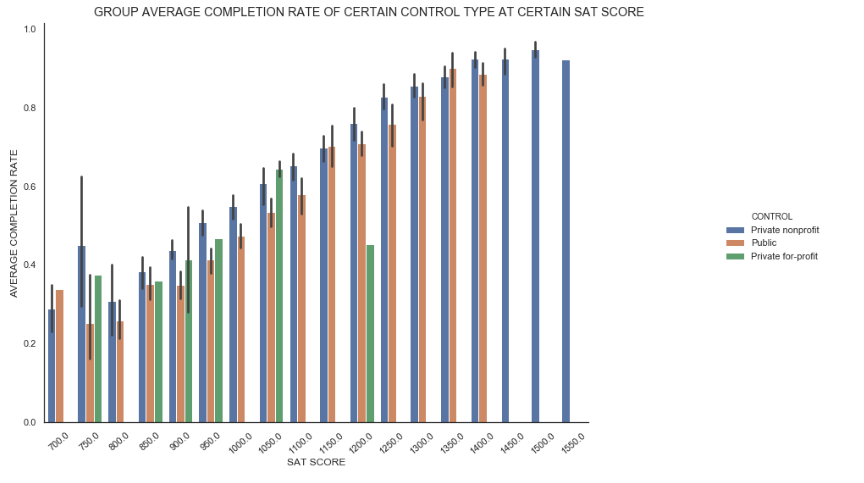 GROUP AVERAGE COMPLETION RATE OF CERTAIN CONTROL TYPE AT CERTAIN SAT SCORE
AVERAGE COMPLETION RATE
1.0
0.8
0.6
0.4
0.2
0.0
700.0 750.0 800.0 850.0 900.0 950.0 1000.0 1050.0 1100.0 1150.0 1200.0 1250.0 1300.0 1350.0 1400.0 1450.0 1500.0 1550.0
SAT SCORE
CONTROL
Private nonprofit
Public
Private for-profit